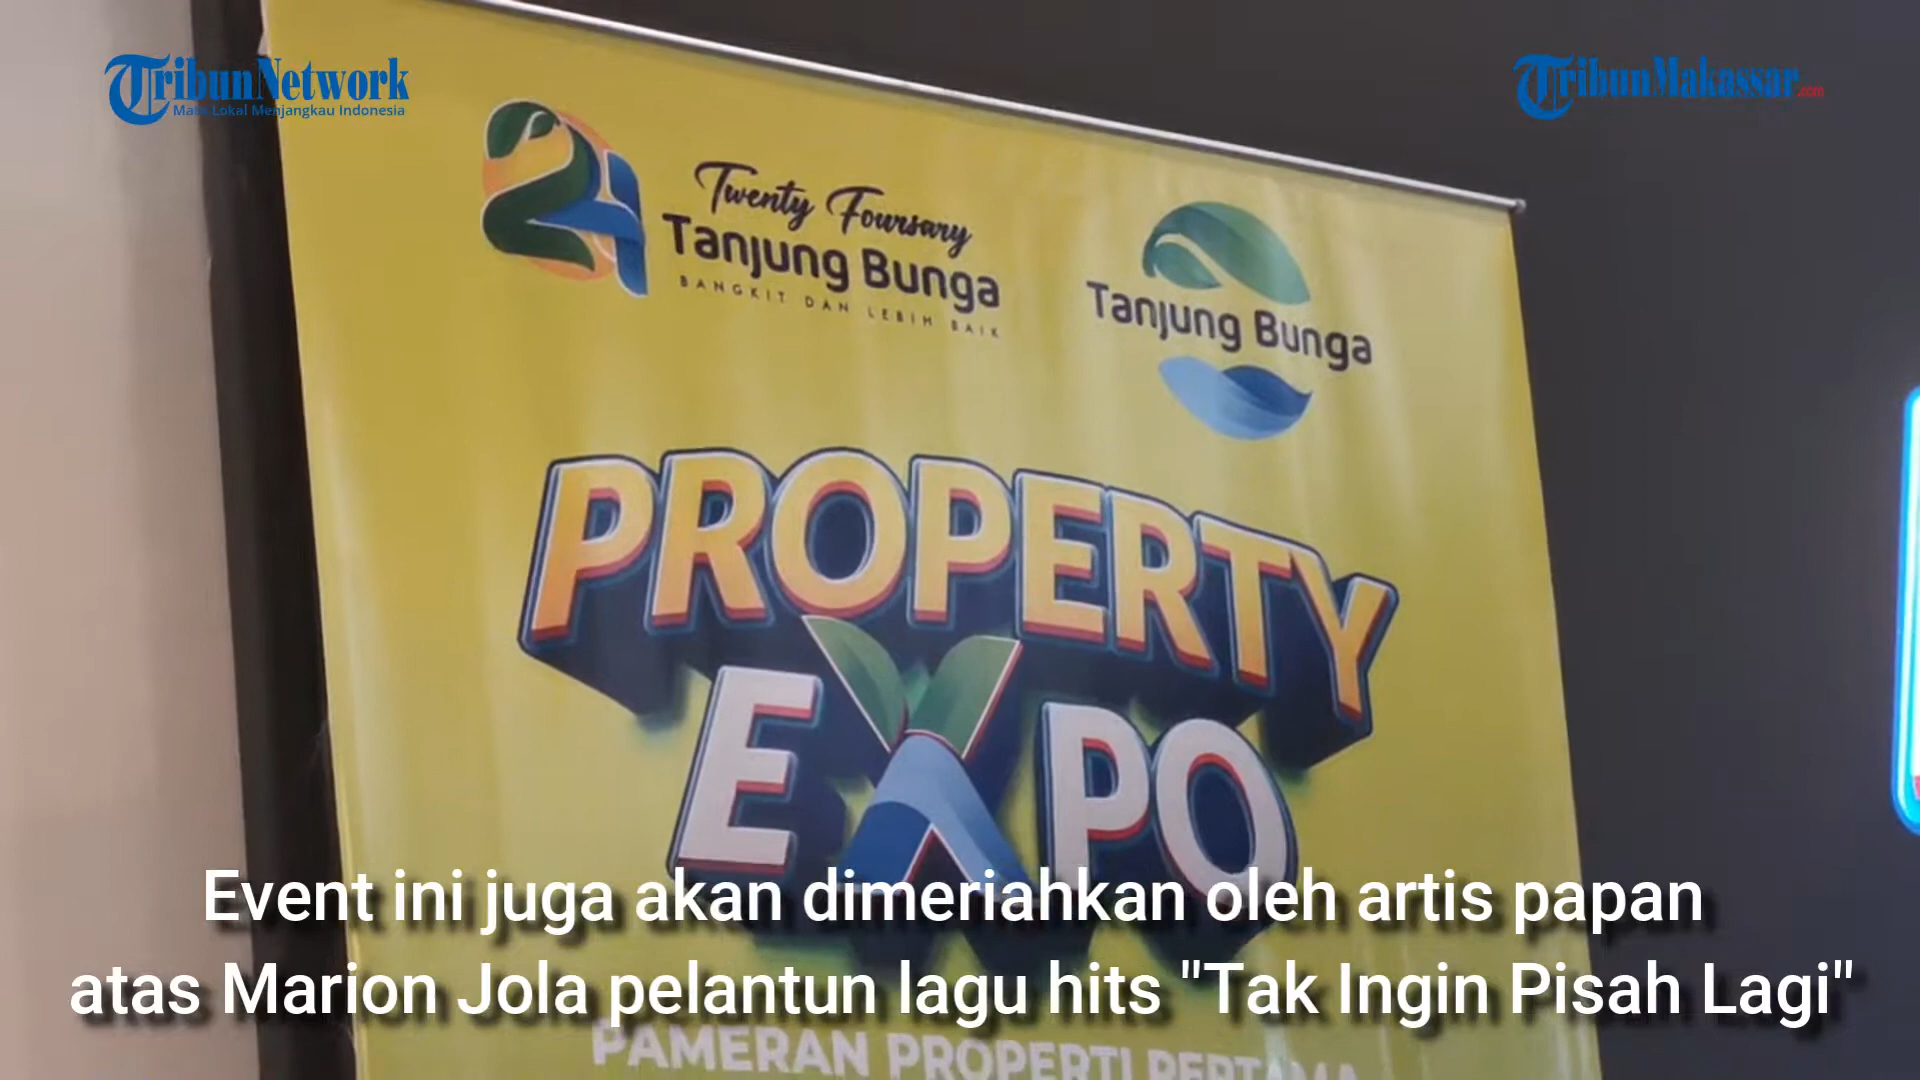 TribunNetwork
Mata Lokal Menjangkau Indonesia
TribunMakassar.com
24
Twenty Foursary
Tanjung Bunga
BANGKIT DAN LEBIH BAIK
Tanjung Bunga
PROPERTY
EXPO
Event ini juga akan dimeriahkan oleh artis papan
atas Marion Jola pelantun lagu hits "Tak Ingin Pisah Lagi"
PAMERAN PROPERTI PERTAMA